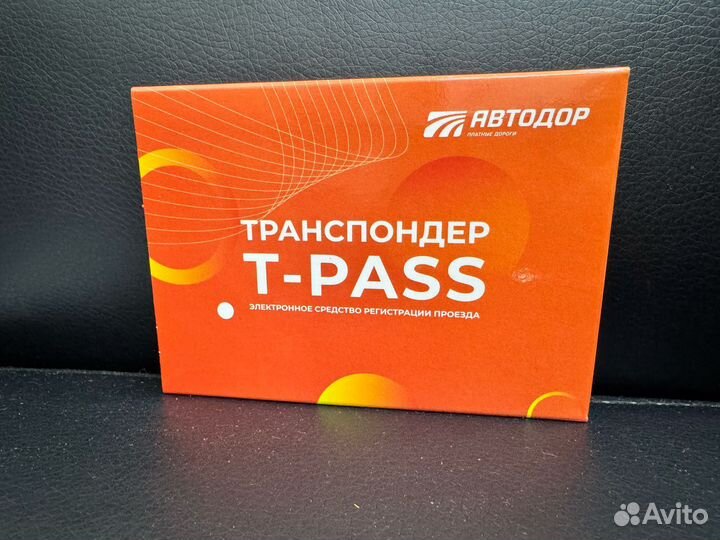 АВТОДОР
ПЛАТНЫЕ ДОРОГИ
ТРАНСПОНДЕР
T-PASS
ЭЛЕКТРОННОЕ СРЕДСТВО РЕГИСТРАЦИИ ПРОЕЗДА
Avito